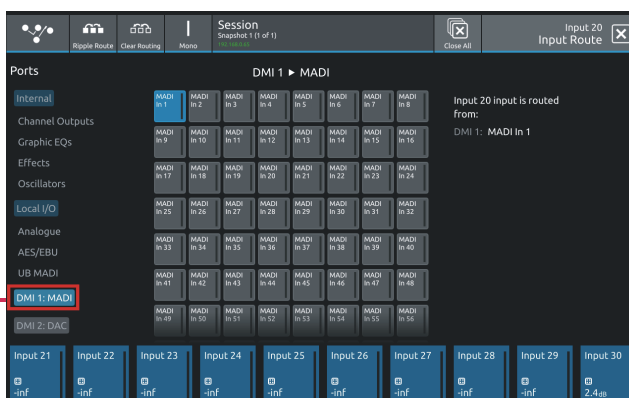 Session
Snapshot 1 (1 of 1)
192.168.0.65
Ripple Route
Clear Routing
Mono
Close All
Input 20
Input Route
Ports
DMI 1 ▶ MADI
Internal
Channel Outputs
Graphic EQs
Effects
Oscillators
Local I/O
Analogue
AES/EBU
UB MADI
DMI 1: MADI
DMI 2: DAC
MADI In 1
MADI In 2
MADI In 3
MADI In 4
MADI In 5
MADI In 6
MADI In 7
MADI In 8
MADI In 9
MADI In 10
MADI In 11
MADI In 12
MADI In 13
MADI In 14
MADI In 15
MADI In 16
MADI In 17
MADI In 18
MADI In 19
MADI In 20
MADI In 21
MADI In 22
MADI In 23
MADI In 24
MADI In 25
MADI In 26
MADI In 27
MADI In 28
MADI In 29
MADI In 30
MADI In 31
MADI In 32
MADI In 33
MADI In 34
MADI In 35
MADI In 36
MADI In 37
MADI In 38
MADI In 39
MADI In 40
MADI In 41
MADI In 42
MADI In 43
MADI In 44
MADI In 45
MADI In 46
MADI In 47
MADI In 48
MADI In 49
MADI In 50
MADI In 51
MADI In 52
MADI In 53
MADI In 54
MADI In 55
MADI In 56
Input 20 input is routed
from:
DMI 1: MADI In 1
Input 21
Input 22
Input 23
Input 24
Input 25
Input 26
Input 27
Input 28
Input 29
Input 30
-inf
-inf
-inf
-inf
-inf
-inf
-inf
-inf
-inf
2.4dB